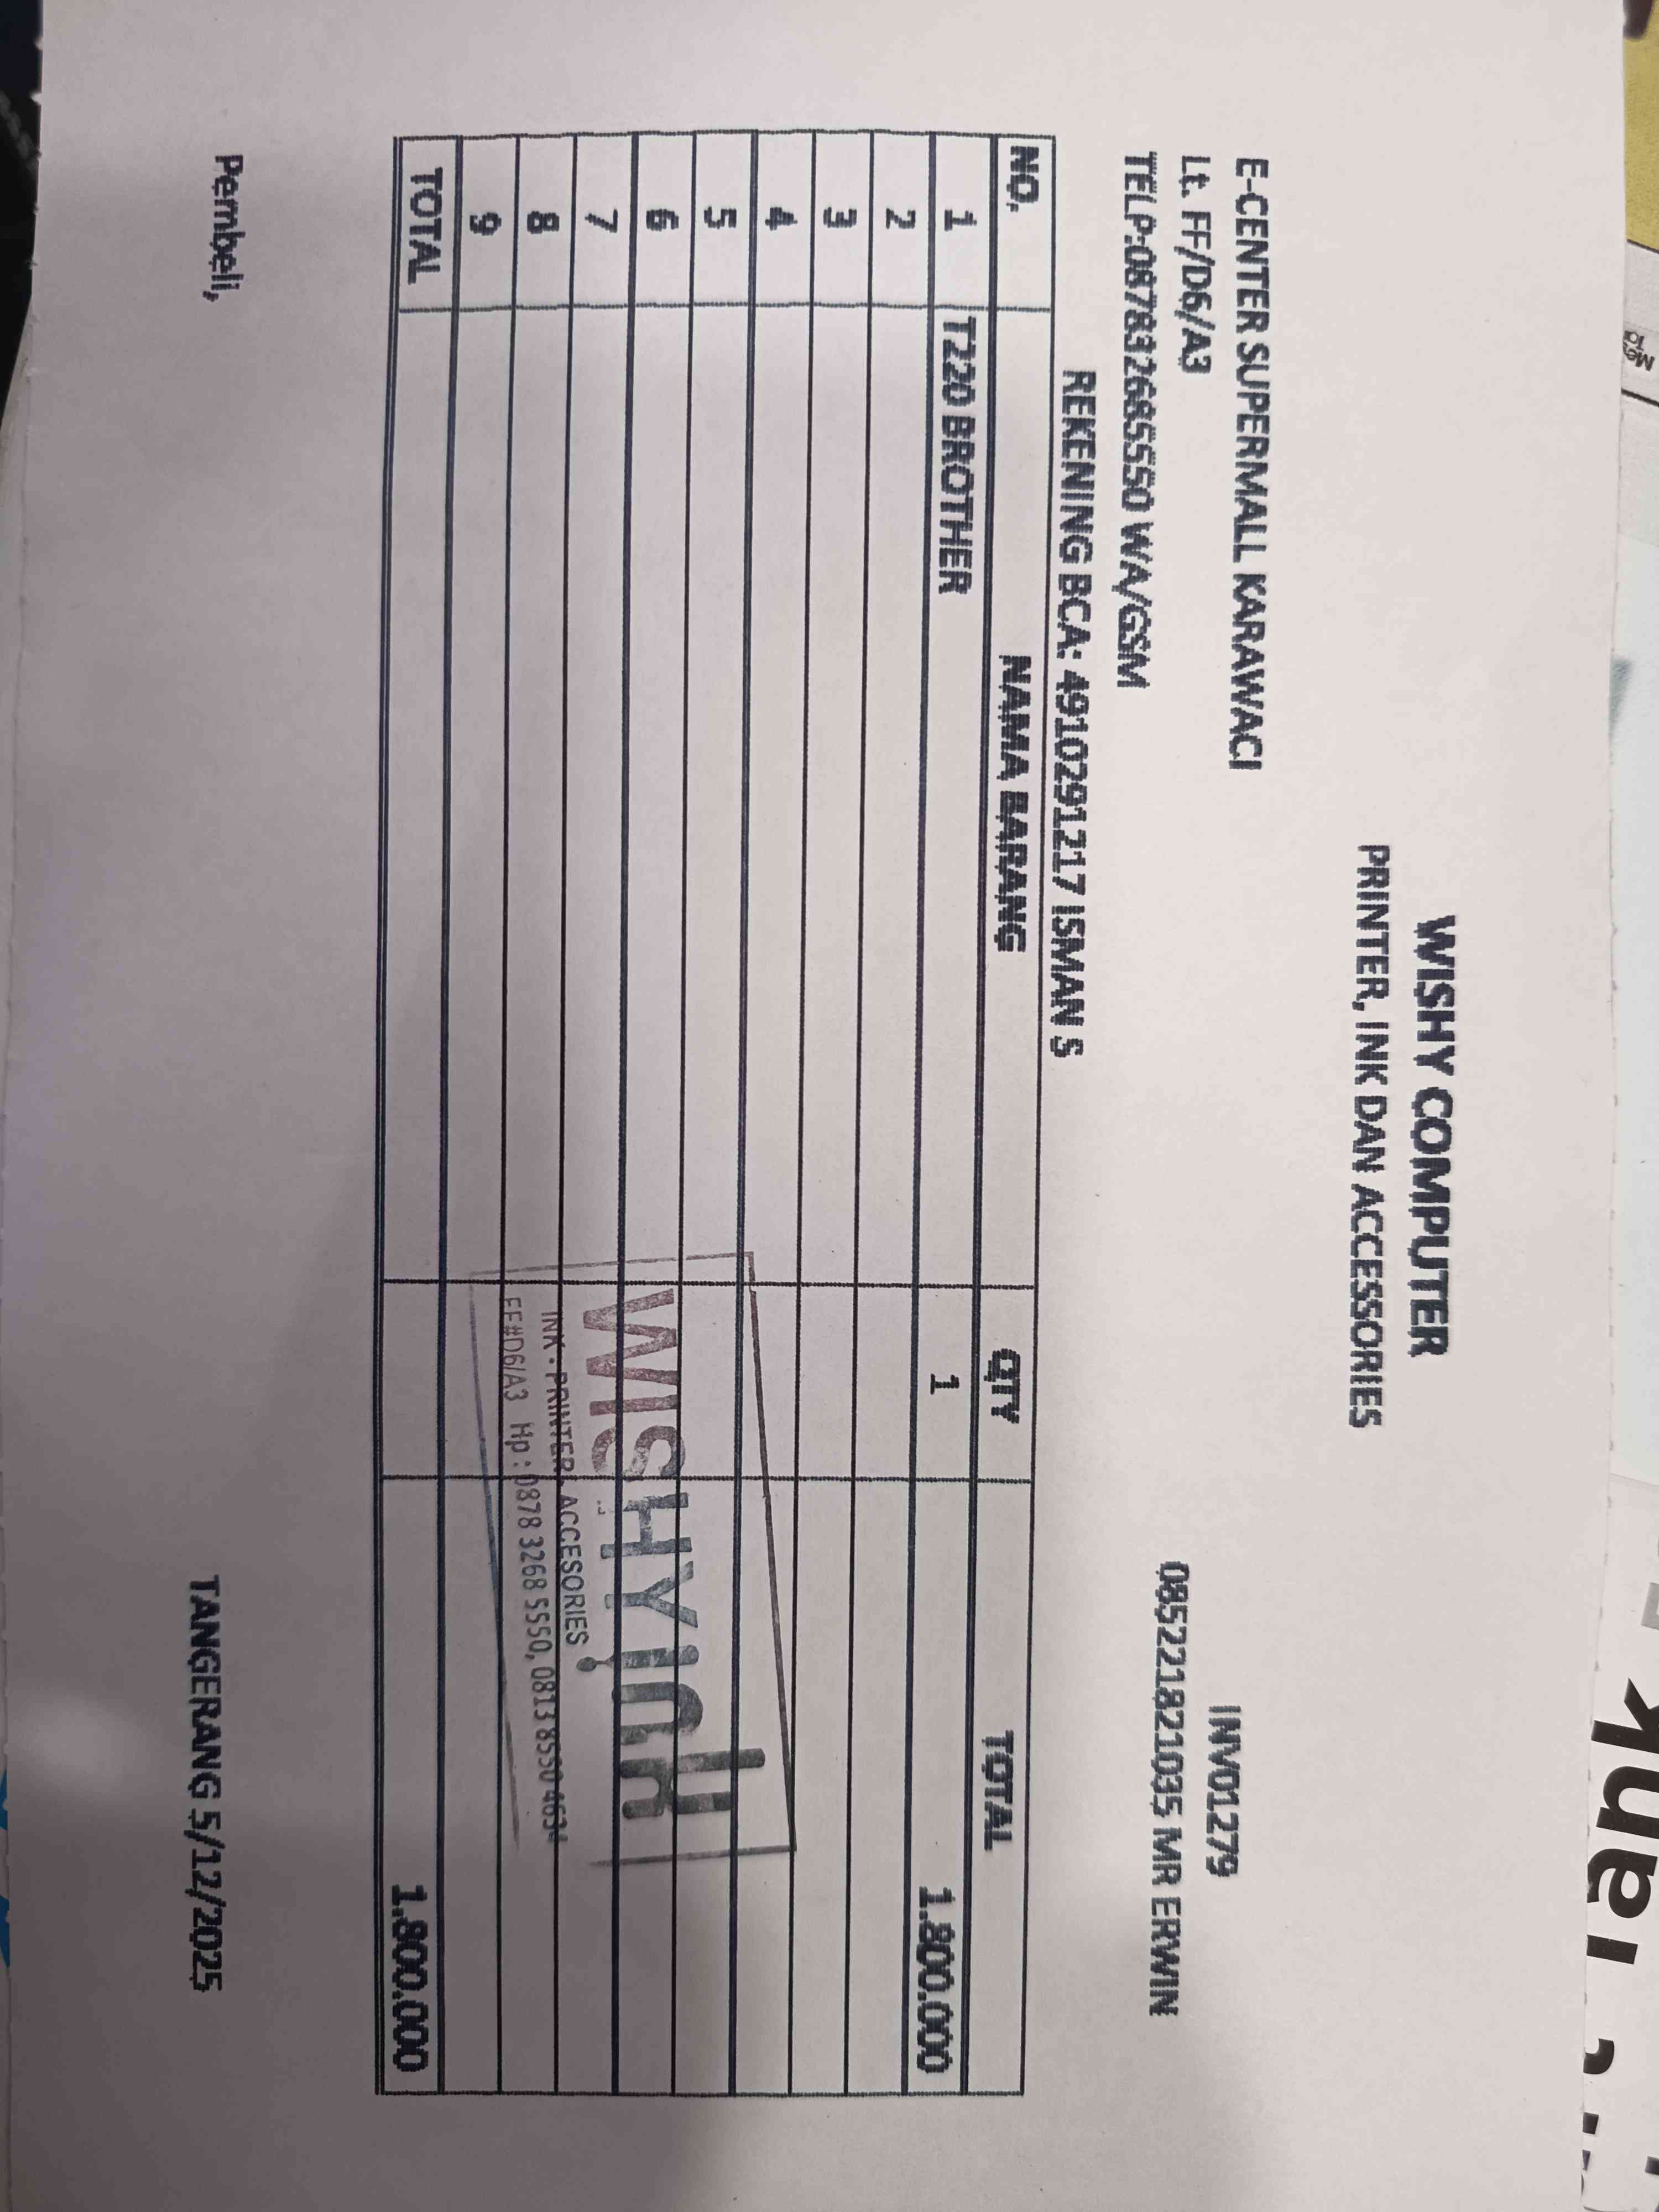 WISHY COMPUTER
PRINTER, INK DAN ACCESSORIES
E-CENTER SUPERMALL KARAWACI
Lt. FF/D6/A3 INV01279
TELP:087832685550 WA/GSM 085221821035 MR ERWIN
REKENING BCA: 4910291217 ISMAN S
NO. NAMA BARANG QTY TOTAL
1 T220 BROTHER 1 1.800.000
2
3
4
5
6
7
8
9
TOTAL 1.800.000
WISHY INK
INK - PRINTER - ACCESORIES
FF#D6/A3 Hp : 0878 3268 5550, 0813 8550 4634
Pembeli, TANGERANG 5/12/2025
Tank